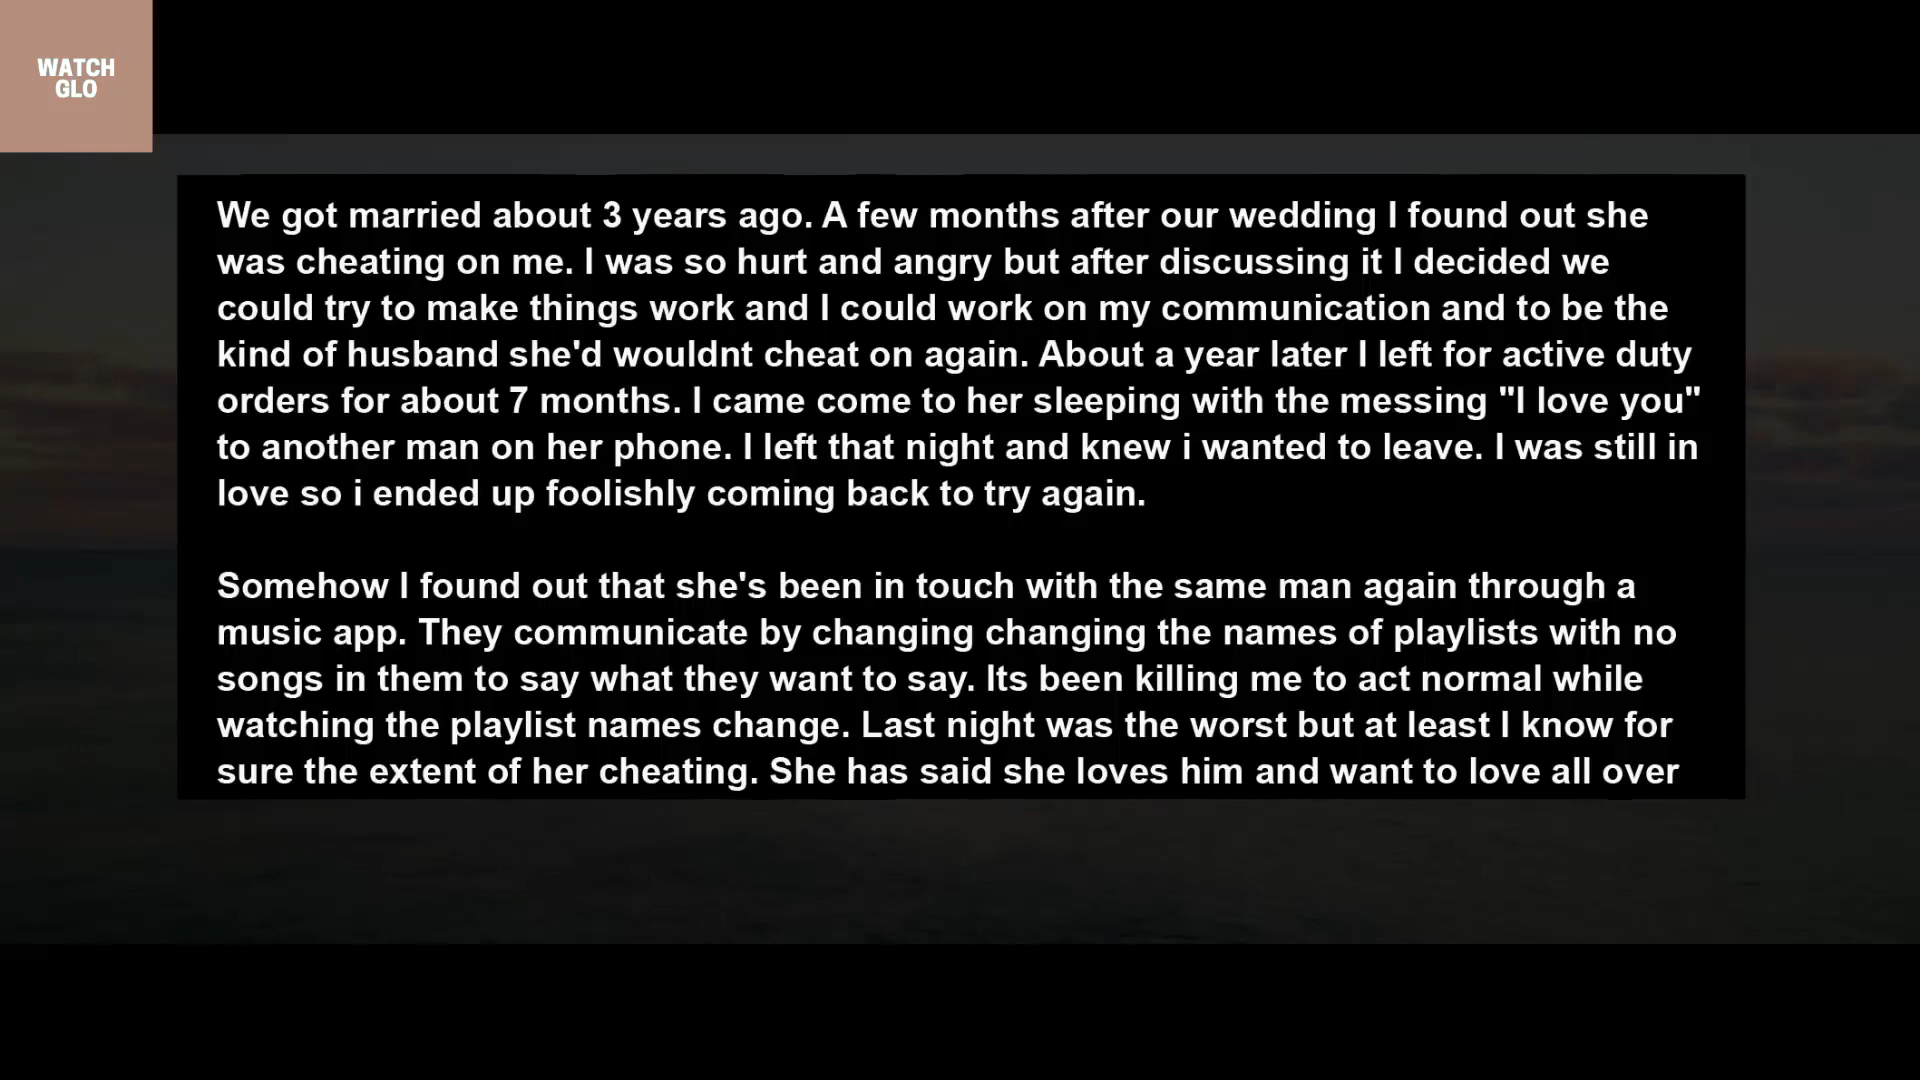 WATCH
GLO
We got married about 3 years ago. A few months after our wedding I found out she
was cheating on me. I was so hurt and angry but after discussing it I decided we
could try to make things work and I could work on my communication and to be the
kind of husband she'd wouldnt cheat on again. About a year later I left for active duty
orders for about 7 months. I came come to her sleeping with the messing "I love you"
to another man on her phone. I left that night and knew i wanted to leave. I was still in
love so i ended up foolishly coming back to try again.
Somehow I found out that she's been in touch with the same man again through a
music app. They communicate by changing changing the names of playlists with no
songs in them to say what they want to say. Its been killing me to act normal while
watching the playlist names change. Last night was the worst but at least I know for
sure the extent of her cheating. She has said she loves him and want to love all over